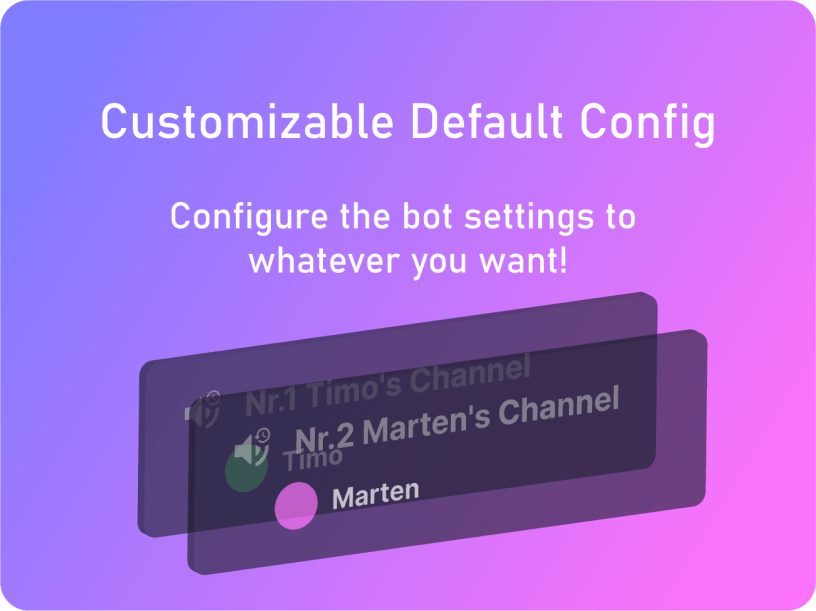 Customizable Default Config
Configure the bot settings to
whatever you want!
Nr.1 Timo's Channel
Timo
Nr.2 Marten's Channel
Marten